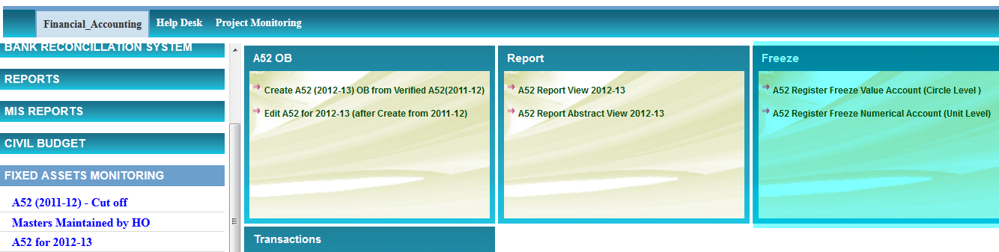 Financial_Accounting Help Desk Project Monitoring
BANK RECONCILLATION SYSTEM
REPORTS
MIS REPORTS
CIVIL BUDGET
FIXED ASSETS MONITORING
A52 (2011-12) - Cut off
Masters Maintained by HO
A52 for 2012-13
A52 OB
Create A52 (2012-13) OB from Verified A52(2011-12)
Edit A52 for 2012-13 (after Create from 2011-12)
Report
A52 Report View 2012-13
A52 Report Abstract View 2012-13
Freeze
A52 Register Freeze Value Account (Circle Level )
A52 Register Freeze Numerical Account (Unit Level)
Transactions